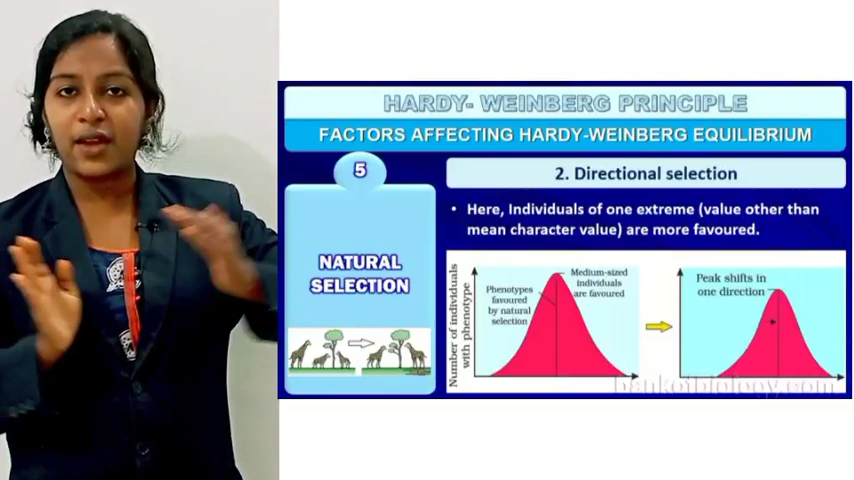 HARDY- WEINBERG PRINCIPLE
FACTORS AFFECTING HARDY-WEINBERG EQUILIBRIUM
5
NATURAL
SELECTION
2. Directional selection
• Here, Individuals of one extreme (value other than
mean character value) are more favoured.
Number of individuals
with phenotype
Phenotypes
favoured
by natural
selection
Medium-sized
individuals
are favoured
Peak shifts in
one direction
bankofbiology.com